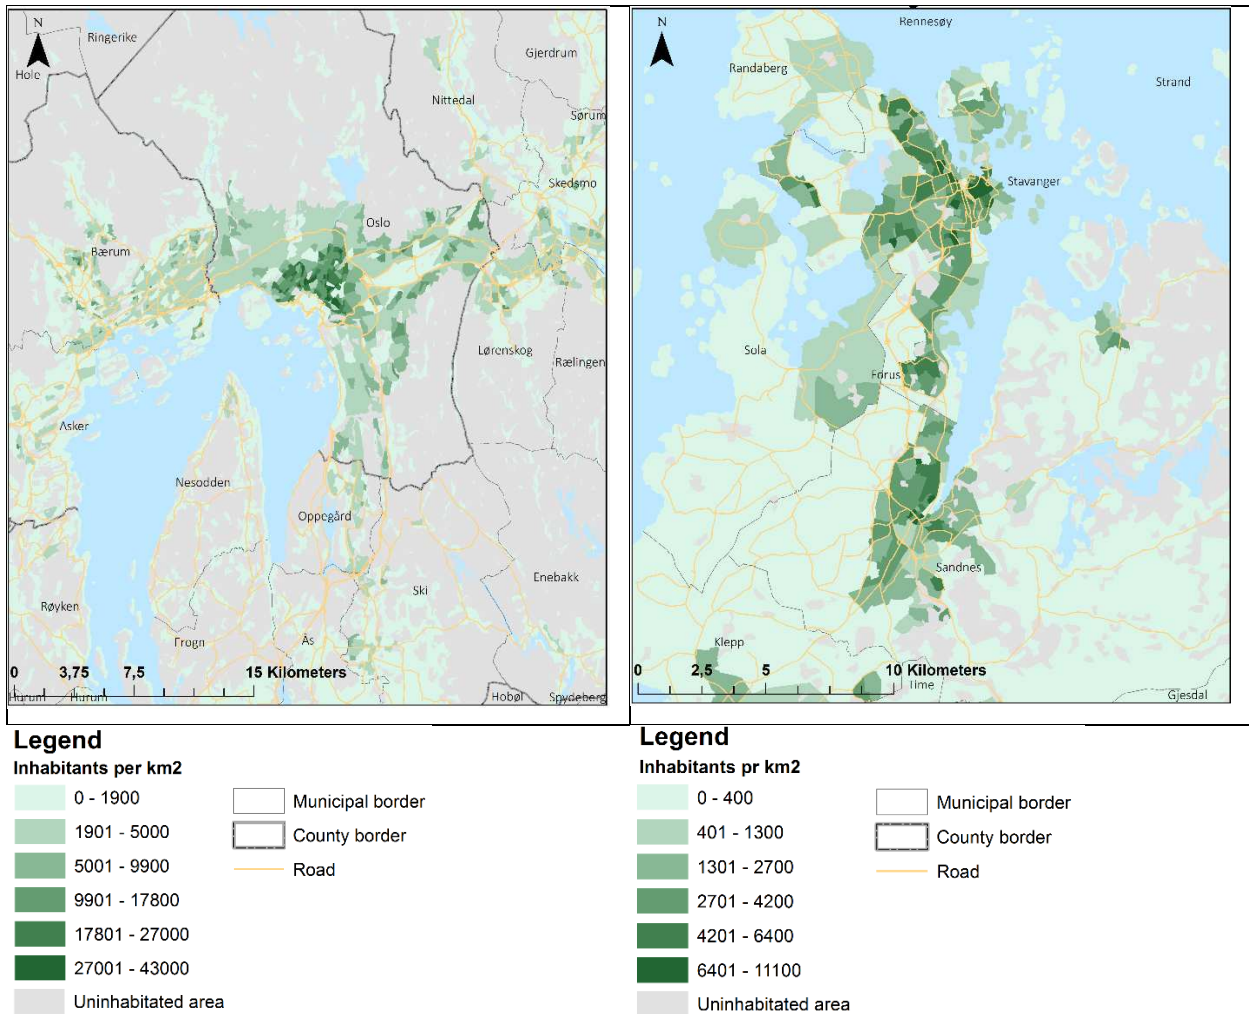 N
Ringerike
Hole
Gjerdrum
Nittedal
Sørum
Skedsmo
Oslo
Bærum
Lørenskog
Rælingen
Asker
Nesodden
Oppegård
Enebakk
Ski
Røyken
Frogn
Ås
0 3,75 7,5 15 Kilometers
Hurum Hurum Hobøl Spydeberg
N
Rennesøy
Randaberg
Strand
Stavanger
Sola
Forus
Sandnes
Klepp
0 2,5 5 10 Kilometers
Time
Gjesdal
Legend
Inhabitants per km2
0 - 1900
1901 - 5000
5001 - 9900
9901 - 17800
17801 - 27000
27001 - 43000
Uninhabitated area
Municipal border
County border
Road
Legend
Inhabitants pr km2
0 - 400
401 - 1300
1301 - 2700
2701 - 4200
4201 - 6400
6401 - 11100
Uninhabitated area
Municipal border
County border
Road